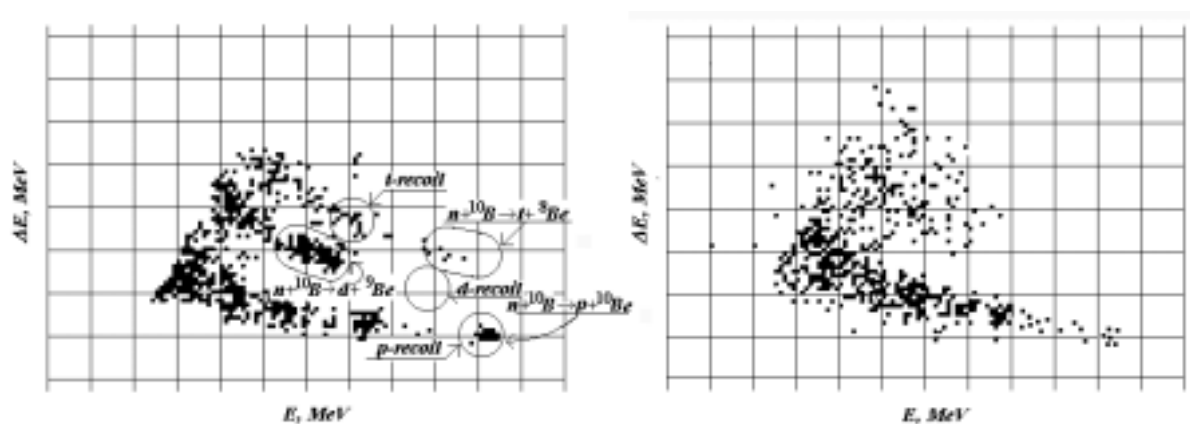 ΔE, MeV
t-recoil
n+¹⁰B→t+⁸Be
n+¹⁰B→d+⁹Be
d-recoil
n+¹⁰B→p+¹⁰Be
p-recoil
E, MeV
ΔE, MeV
E, MeV